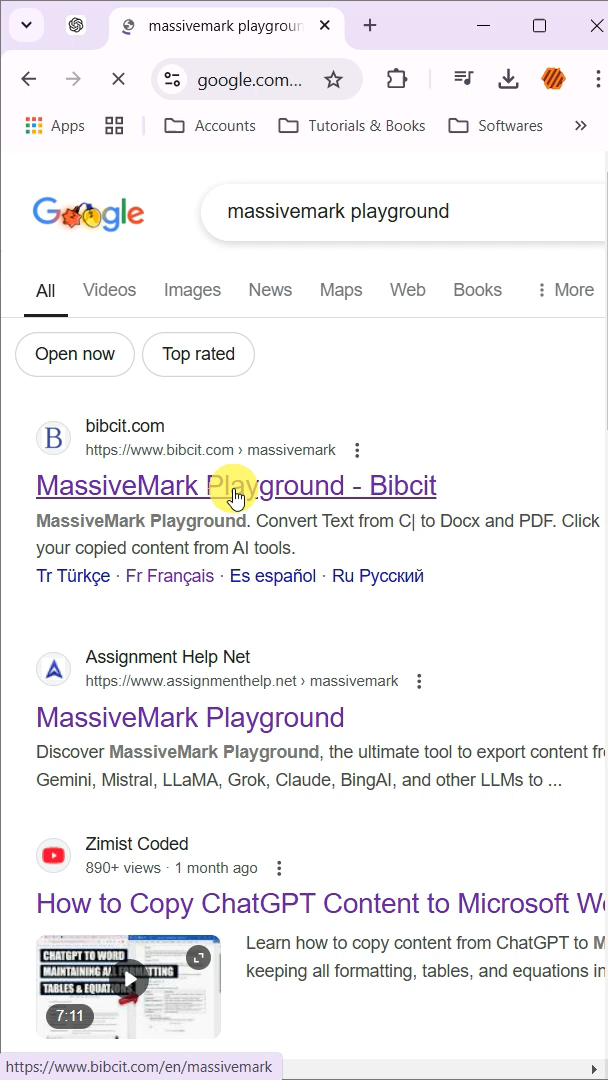 massivemark playgroun
google.com...
Apps
Accounts
Tutorials & Books
Softwares
Google
massivemark playground
All
Videos
Images
News
Maps
Web
Books
More
Open now
Top rated
B
bibcit.com
https://www.bibcit.com › massivemark
MassiveMark Playground - Bibcit
MassiveMark Playground. Convert Text from C| to Docx and PDF. Click
your copied content from AI tools.
Tr Türkçe · Fr Français · Es español · Ru Русский
Assignment Help Net
https://www.assignmenthelp.net › massivemark
MassiveMark Playground
Discover MassiveMark Playground, the ultimate tool to export content fr
Gemini, Mistral, LLaMA, Grok, Claude, BingAI, and other LLMs to ...
Zimist Coded
890+ views · 1 month ago
How to Copy ChatGPT Content to Microsoft W
CHATGPT TO WORD
MAINTAINING ALL FORMATTING,
TABLES & EQUAT
7:11
Learn how to copy content from ChatGPT to M
keeping all formatting, tables, and equations in
https://www.bibcit.com/en/massivemark